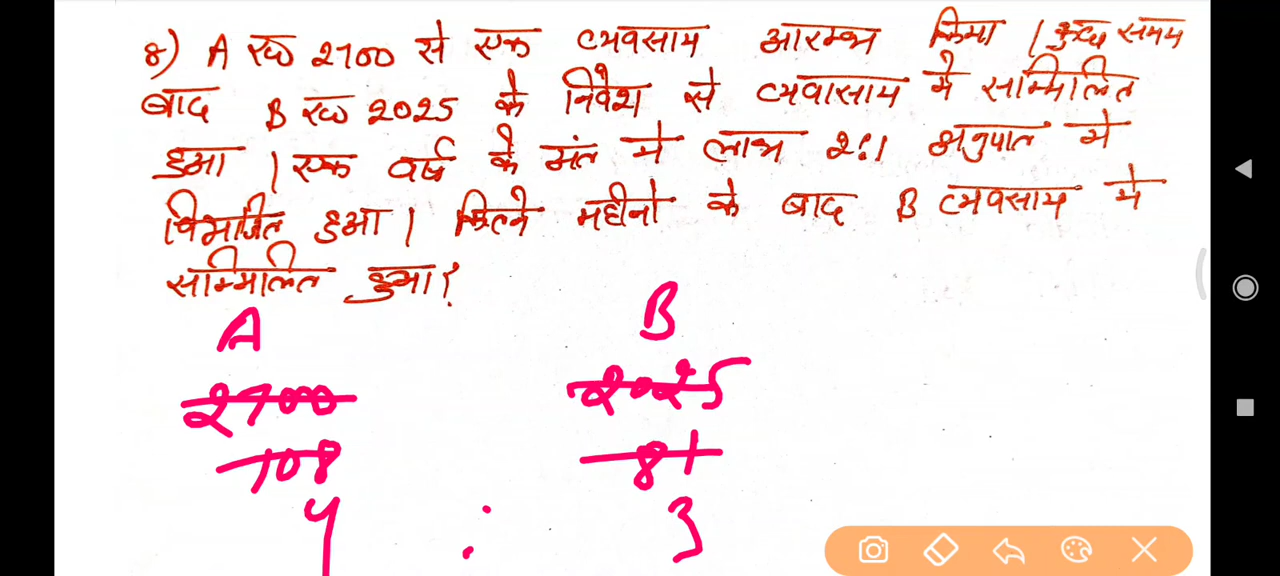 8) A रू० 2700 से एक व्यवसाय आरम्भ किया । कुछ समय
बाद B रू० 2025 के निवेश से व्यवासाय मे सम्मिलित
हुआ । एक वर्ष के अंत मे लाभ 2:1 अनुपात मे
विभाजित हुआ । कितने महीनो के बाद B व्यवसाय मे
सम्मिलित हुआ ?
A B
2700 2025
108 81
4 : 3